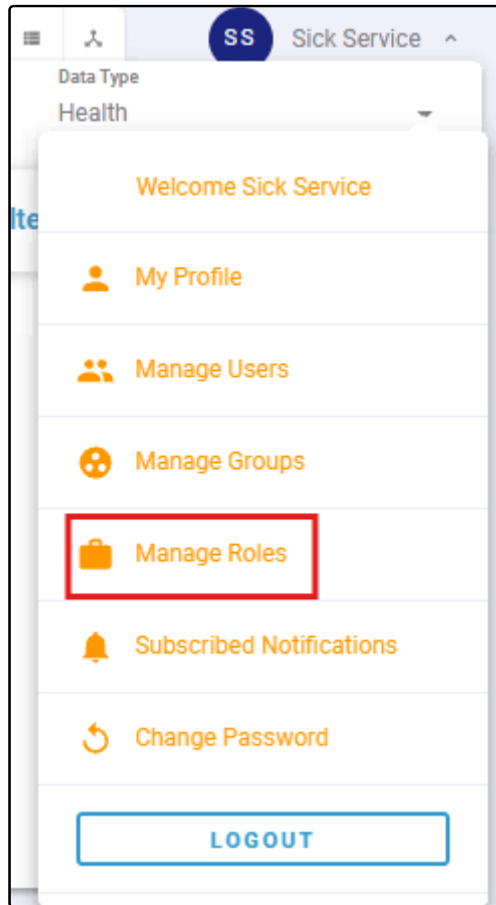 SS Sick Service
Data Type
Health
Welcome Sick Service
lte
My Profile
Manage Users
Manage Groups
Manage Roles
Subscribed Notifications
Change Password
LOGOUT